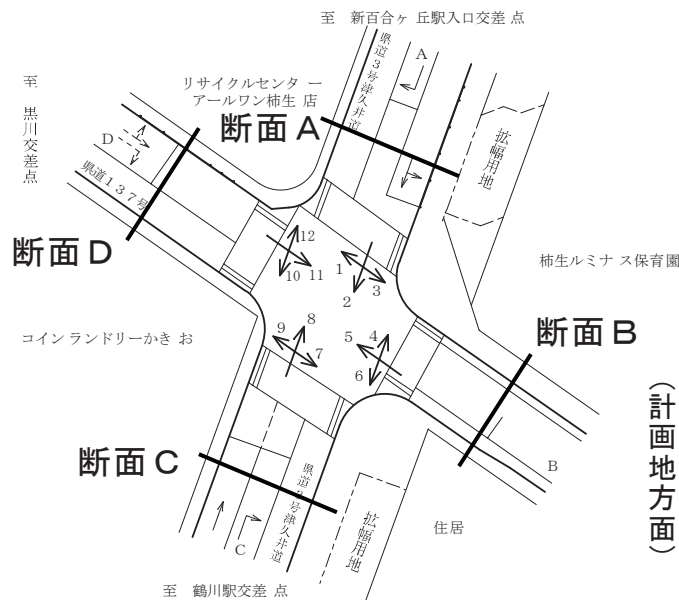 至 新百合ヶ丘駅入口交差点
県道3号津久井道
A
至 黒川交差点
リサイクルセンター
アールワン柿生店
断面A
拡幅用地
D
県道137号
断面D
12
11
10
1
2
3
柿生ルミナス保育園
コインランドリーかきお
9
8
7
5
4
6
断面B
(計画地方面)
断面C
B
県道3号津久井道
拡幅用地
住居
C
至 鶴川駅交差点